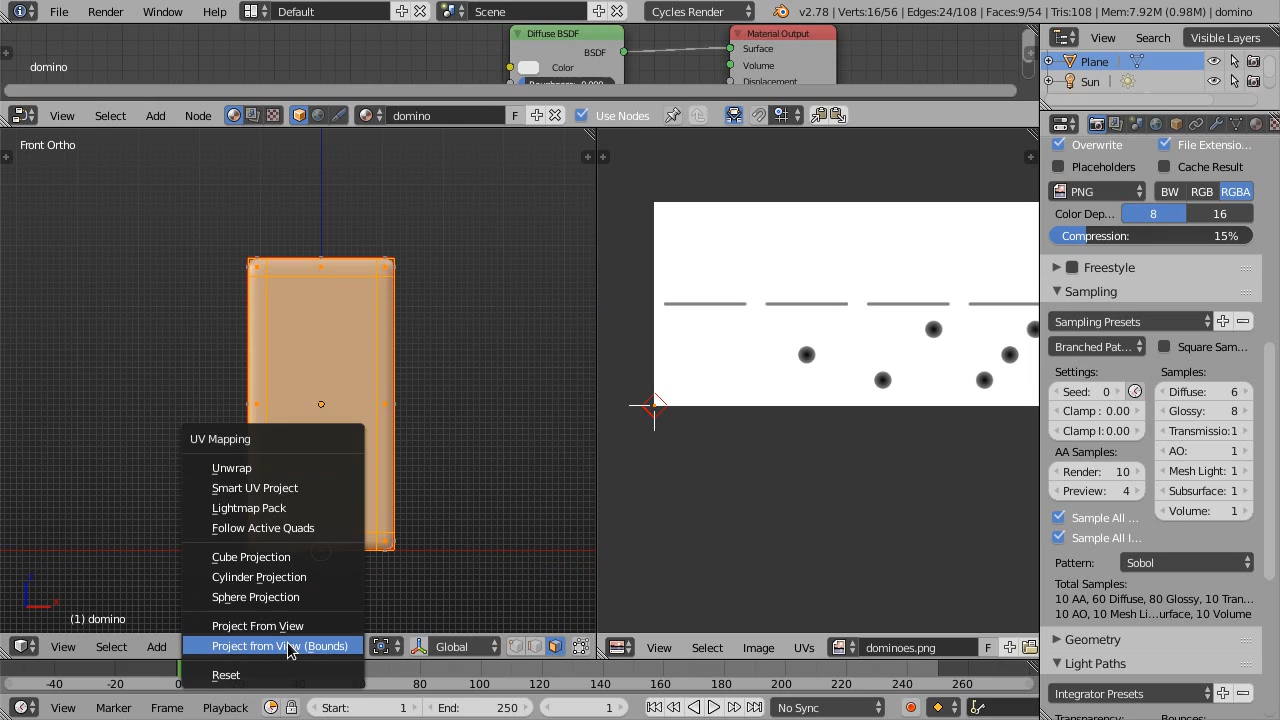 File Render Window Help Default Scene Cycles Render v2.78 | Verts:16/56 | Edges:24/108 | Faces:9/54 | Tris:108 | Mem:7.92M (0.98M) | domino
Diffuse BSDF Material Output
View Search Visible Layers
BSDF Surface
domino
Color Volume
Plane
Displacement
Sun
View Select Add Node domino F Use Nodes
Front Ortho
Overwrite File Extensio...
Placeholders Cache Result
PNG BW RGB RGBA
Color Dep... 8 16
Compression: 15%
Freestyle
Sampling
Sampling Presets
Branched Pat... Square Sam...
Settings: Samples:
Seed: 0 Diffuse: 6
Clamp : 0.00 Glossy: 8
Clamp I: 0.00 Transmissio: 1
AA Samples: AO: 1
Render: 10 Mesh Light: 1
Preview: 4 Subsurface: 1
Volume: 1
Sample All ...
Sample All I...
Pattern: Sobol
Total Samples:
10 AA, 60 Diffuse, 80 Glossy, 10 Tran...
10 AO, 10 Mesh Li...urface, 10 Volume
Geometry
Light Paths
Integrator Presets
UV Mapping
Unwrap
Smart UV Project
Lightmap Pack
Follow Active Quads
Cube Projection
Cylinder Projection
Sphere Projection
Project From View
Project from View (Bounds)
Reset
(1) domino
View Select Add Global View Select Image UVs dominoes.png F
-40 -20 0 60 80 100 120 140 160 180 200 220 240 260
View Marker Frame Playback Start: 1 End: 250 1 No Sync